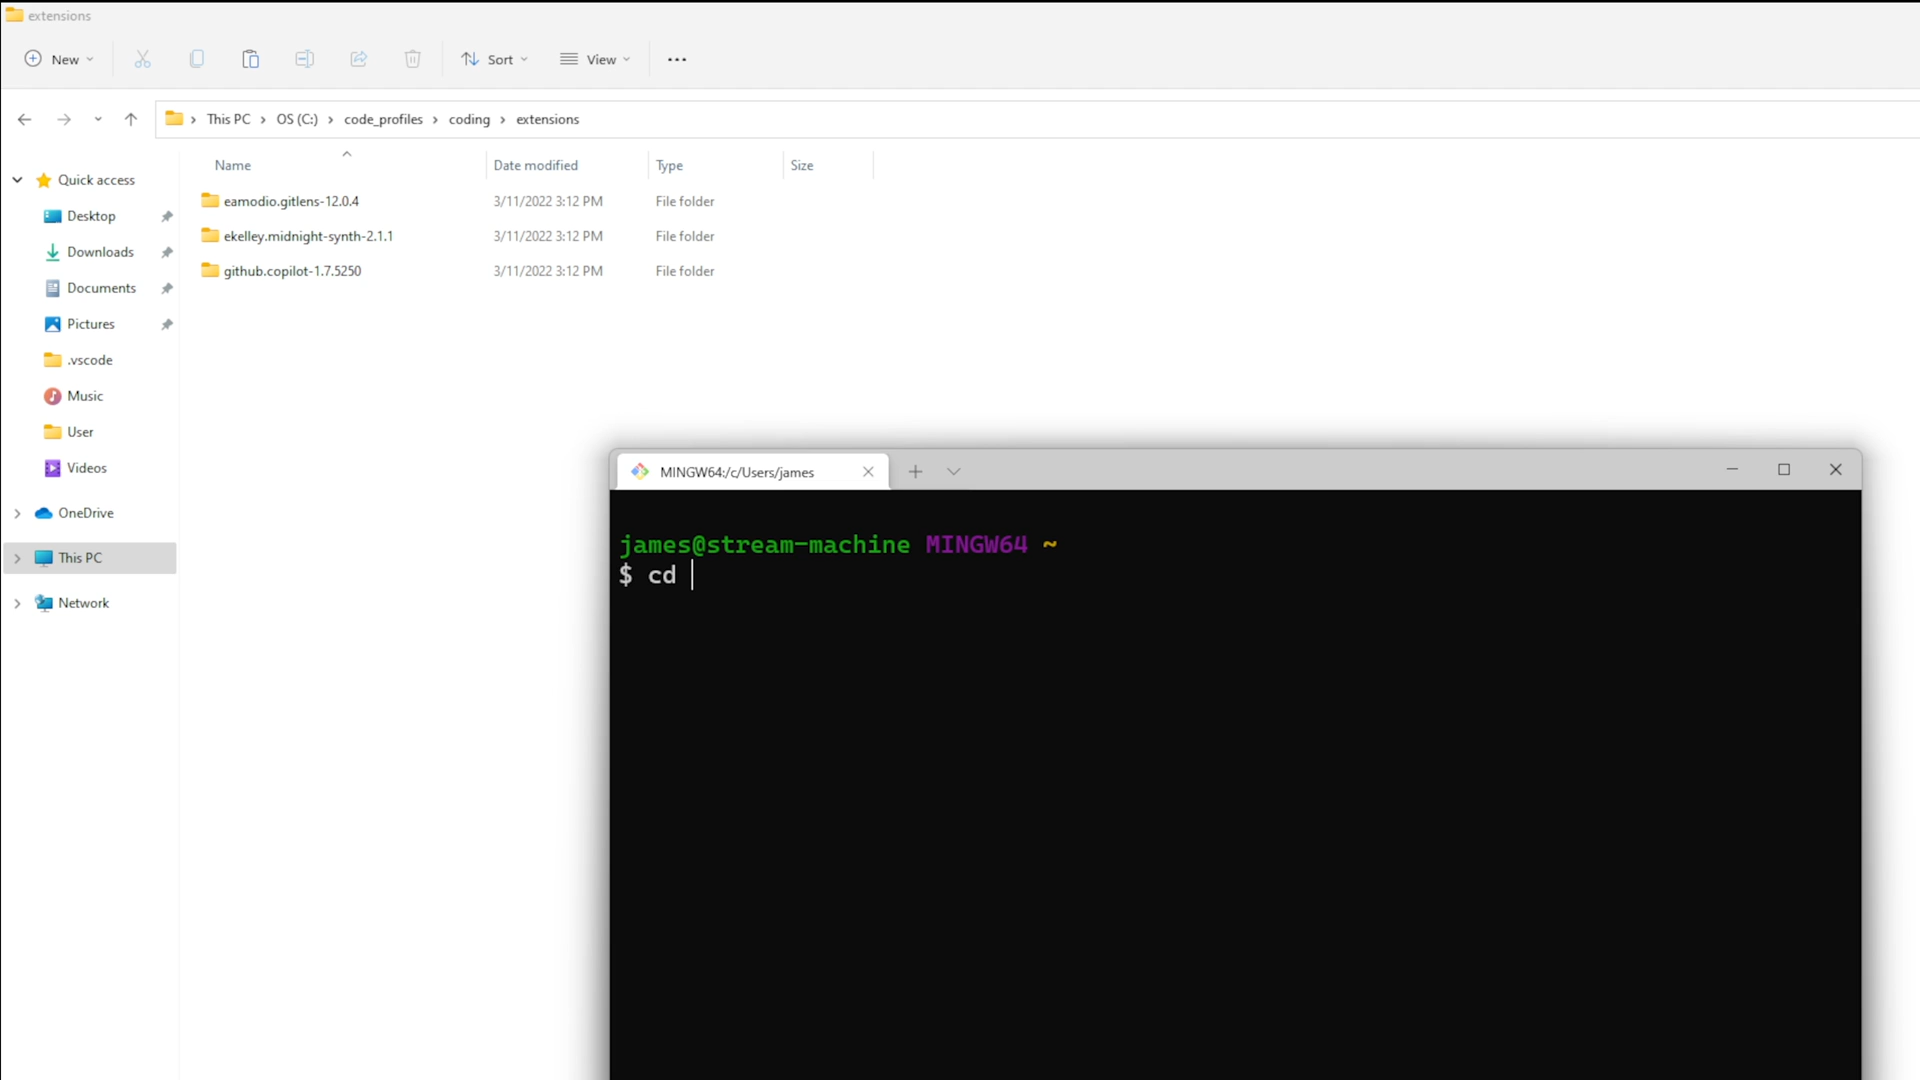 extensions
New Sort View
This PC OS (C:) code_profiles coding extensions
Name Date modified Type Size
eamodio.gitlens-12.0.4 3/11/2022 3:12 PM File folder
ekelley.midnight-synth-2.1.1 3/11/2022 3:12 PM File folder
github.copilot-1.7.5250 3/11/2022 3:12 PM File folder
Quick access
Desktop
Downloads
Documents
Pictures
.vscode
Music
User
Videos
OneDrive
This PC
Network
MINGW64:/c/Users/james
james@stream-machine MINGW64 ~
$ cd